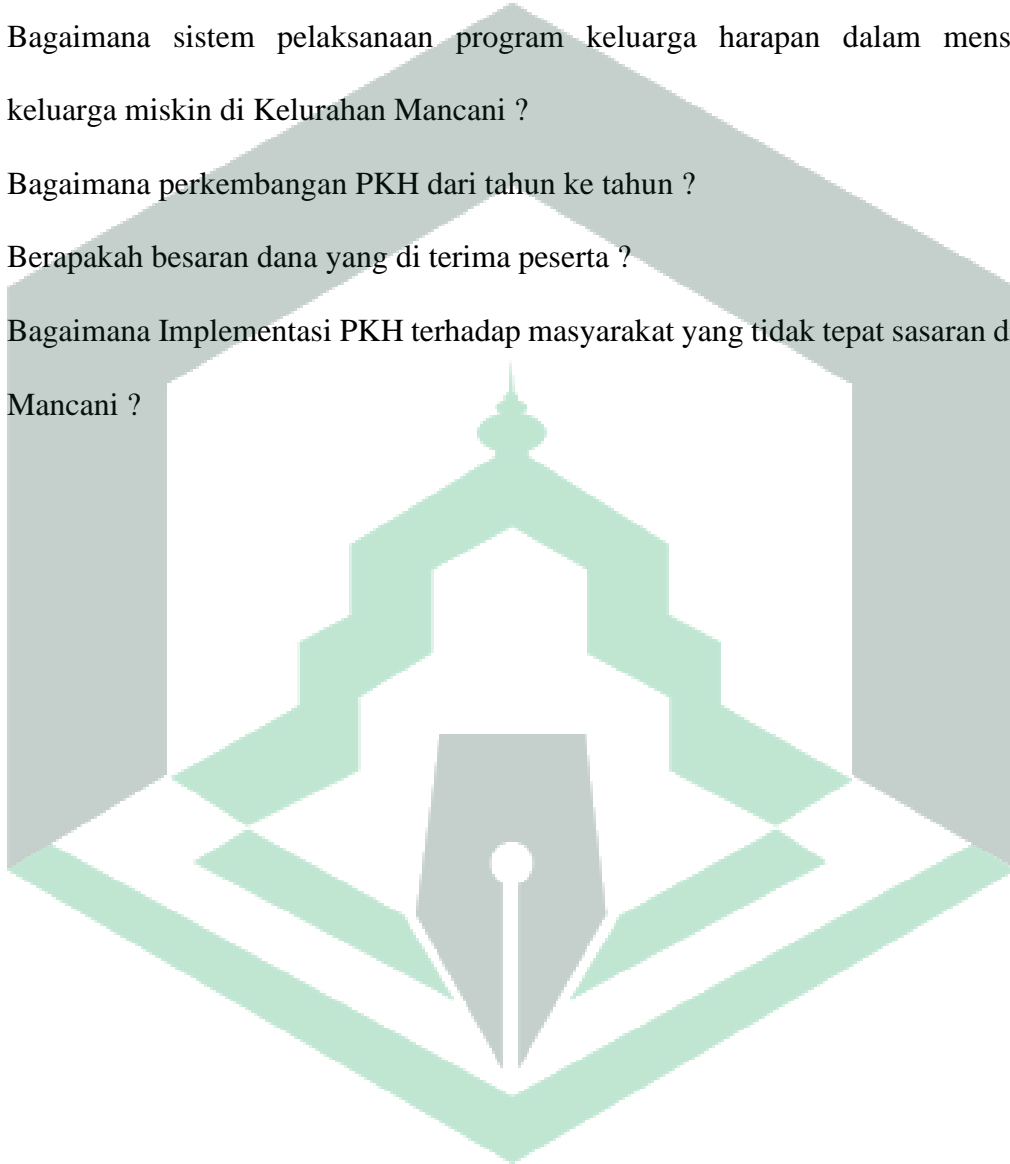 Bagaimana sistem pelaksanaan program keluarga harapan dalam mens
keluarga miskin di Kelurahan Mancani ?
Bagaimana perkembangan PKH dari tahun ke tahun ?
Berapakah besaran dana yang di terima peserta ?
Bagaimana Implementasi PKH terhadap masyarakat yang tidak tepat sasaran d
Mancani ?